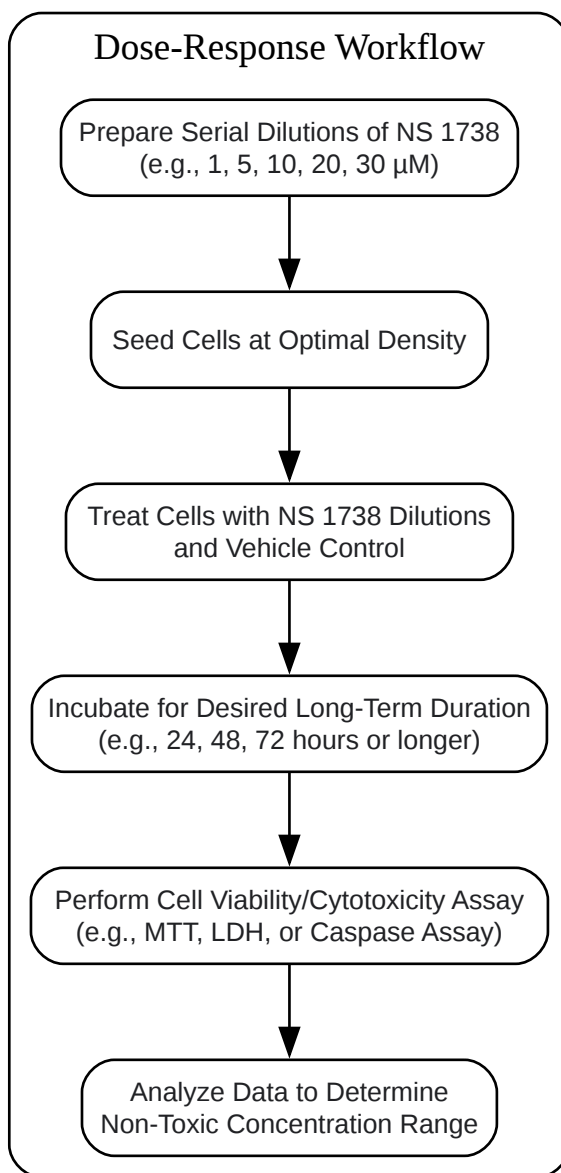 Dose-Response Workflow
Prepare Serial Dilutions of NS 1738
(e.g., 1, 5, 10, 20, 30 µM)
Seed Cells at Optimal Density
Treat Cells with NS 1738 Dilutions
and Vehicle Control
Incubate for Desired Long-Term Duration
(e.g., 24, 48, 72 hours or longer)
Perform Cell Viability/Cytotoxicity Assay
(e.g., MTT, LDH, or Caspase Assay)
Analyze Data to Determine
Non-Toxic Concentration Range